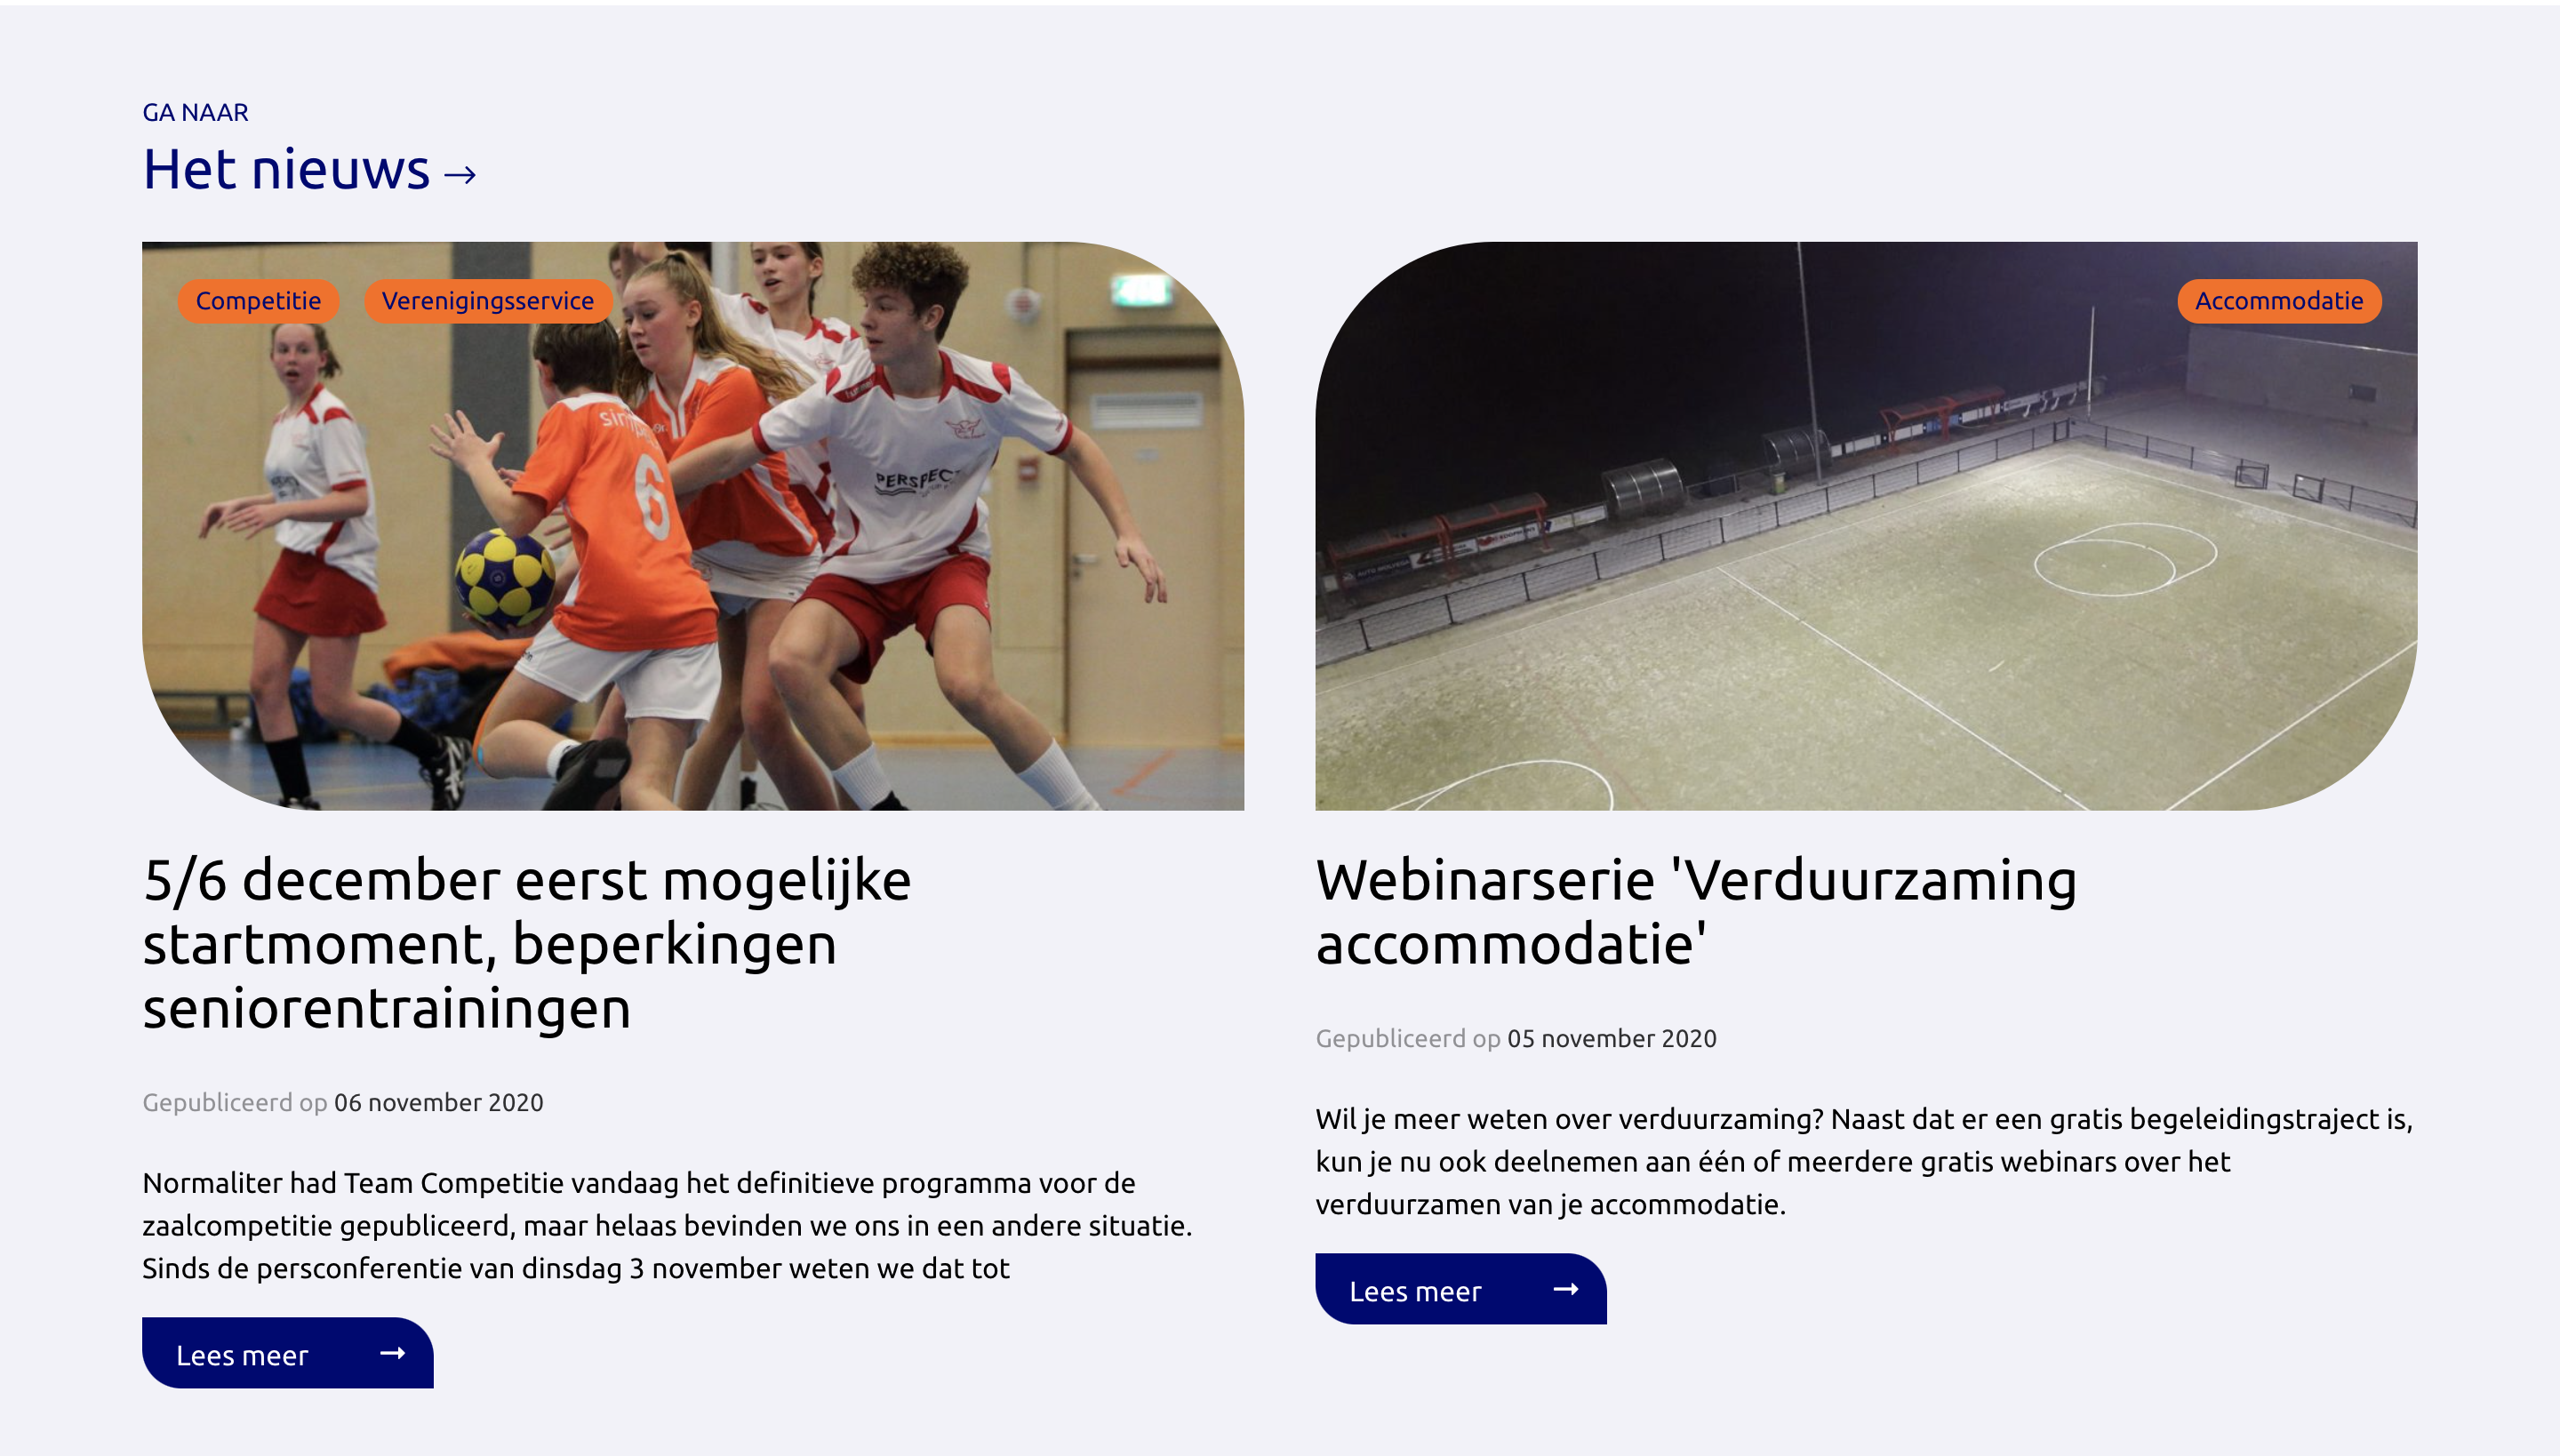 GA NAAR
Het nieuws →
Competitie
Verenigingsservice
6
PERSPEC
Accommodatie
5/6 december eerst mogelijke
startmoment, beperkingen
seniorentrainingen
Gepubliceerd op 06 november 2020
Normaliter had Team Competitie vandaag het definitieve programma voor de
zaalcompetitie gepubliceerd, maar helaas bevinden we ons in een andere situatie.
Sinds de persconferentie van dinsdag 3 november weten we dat tot
Lees meer →
Webinarserie 'Verduurzaming
accommodatie'
Gepubliceerd op 05 november 2020
Wil je meer weten over verduurzaming? Naast dat er een gratis begeleidingstraject is,
kun je nu ook deelnemen aan één of meerdere gratis webinars over het
verduurzamen van je accommodatie.
Lees meer →